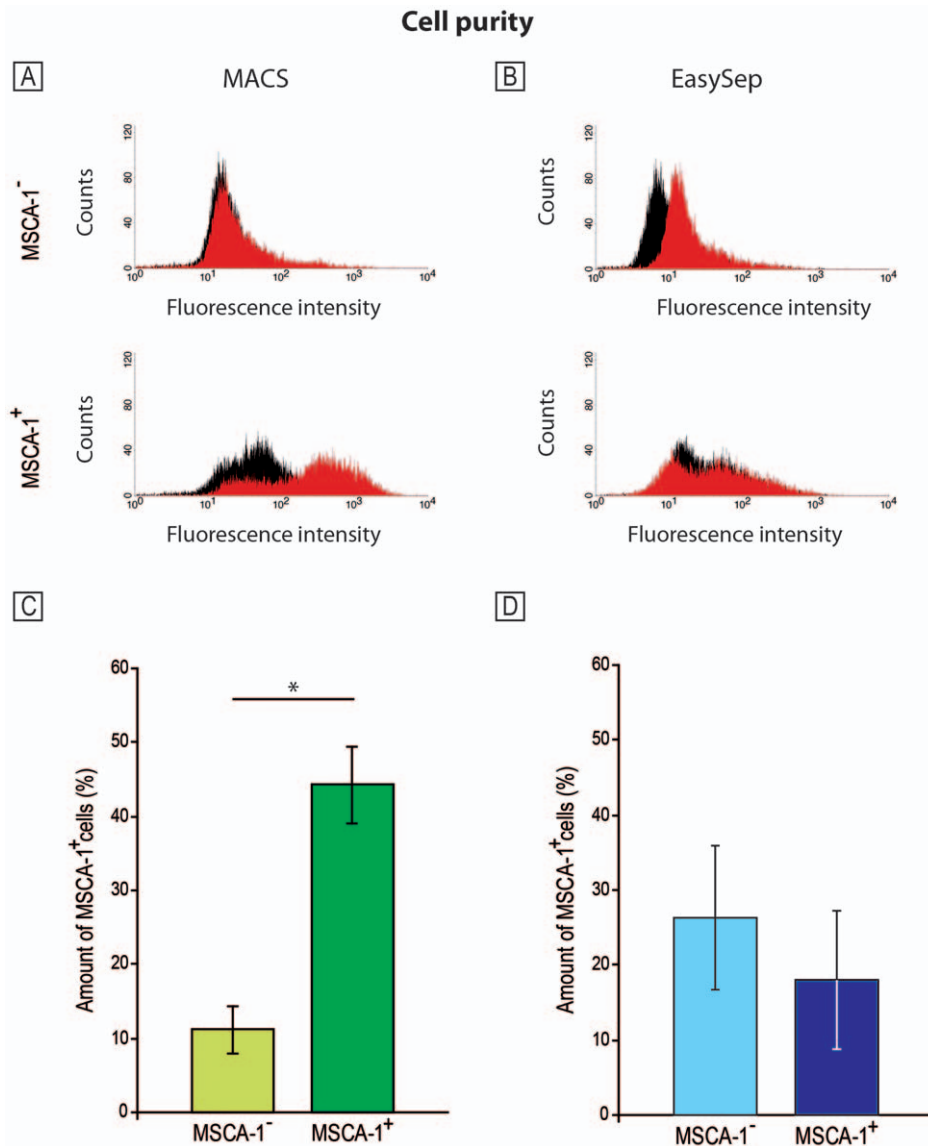 Cell purity
A
MACS
B
EasySep
MSCA-1⁻
Counts
120
80
40
0
10⁰ 10¹ 10² 10³ 10⁴
Fluorescence intensity
Counts
120
80
40
0
10⁰ 10¹ 10² 10³ 10⁴
Fluorescence intensity
MSCA-1⁺
Counts
120
80
40
0
10⁰ 10¹ 10² 10³ 10⁴
Fluorescence intensity
Counts
120
80
40
0
10⁰ 10¹ 10² 10³ 10⁴
Fluorescence intensity
C
Amount of MSCA-1⁺cells (%)
60
50
40
30
20
10
0
*
MSCA-1⁻ MSCA-1⁺
D
Amount of MSCA-1⁺cells (%)
60
50
40
30
20
10
0
MSCA-1⁻ MSCA-1⁺